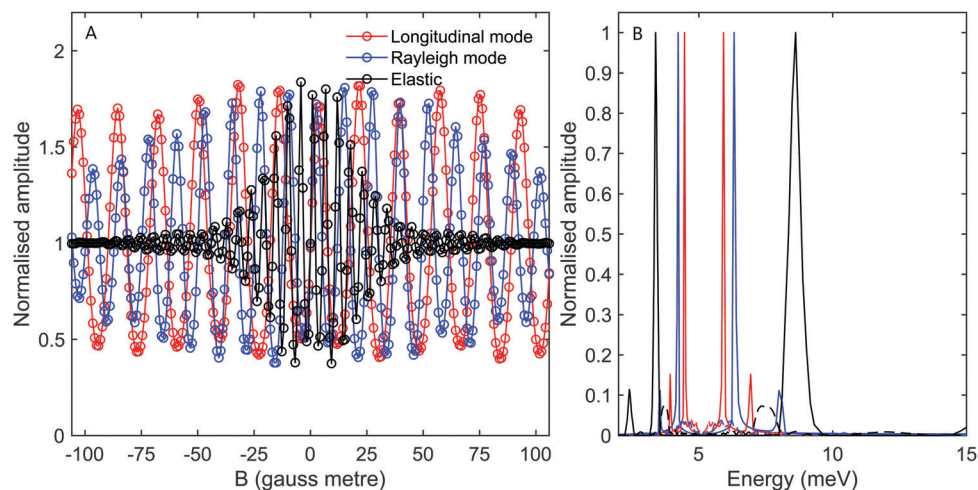 A
Longitudinal mode
Rayleigh mode
Elastic
2
1.5
1
0.5
0
-100 -75 -50 -25 0 25 50 75 100
B (gauss metre)
Normalised amplitude
B
1
0.9
0.8
0.7
0.6
0.5
0.4
0.3
0.2
0.1
0
5 10 15
Energy (meV)
Normalised amplitude